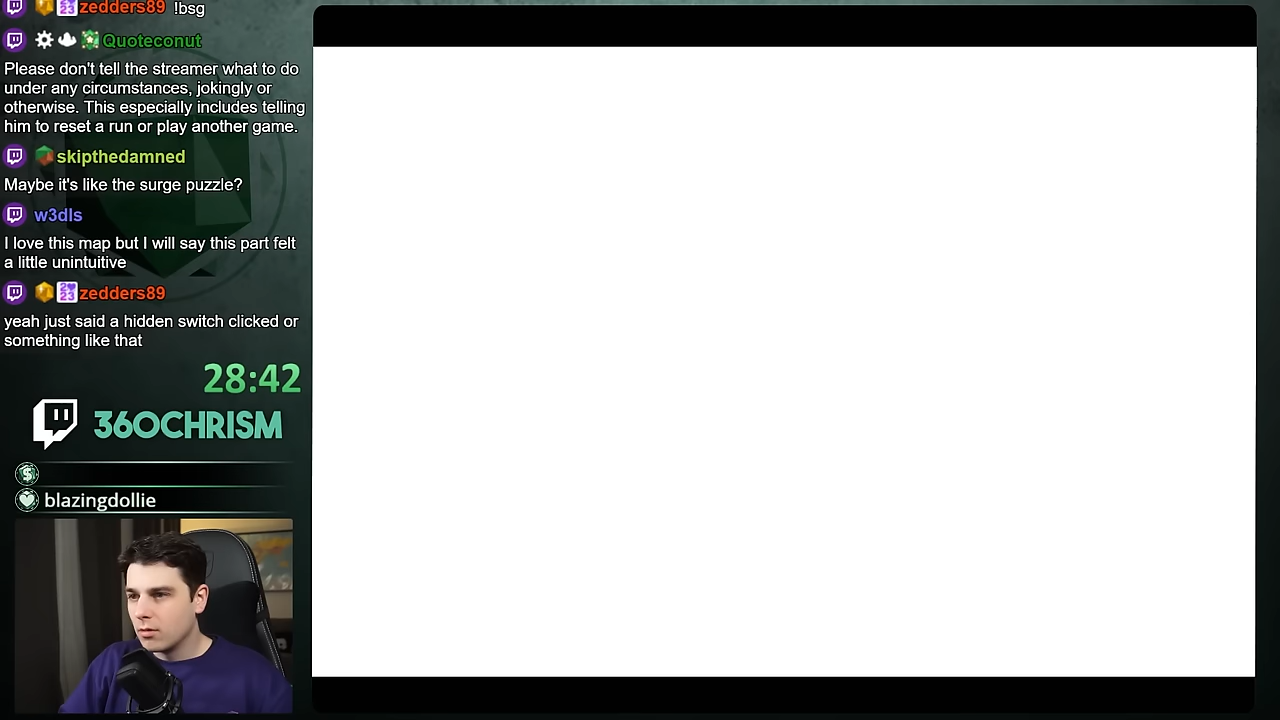 zedders89 !bsg
Quoteconut
Please don't tell the streamer what to do
under any circumstances, jokingly or
otherwise. This especially includes telling
him to reset a run or play another game.
skipthedamned
Maybe it's like the surge puzzle?
w3dls
I love this map but I will say this part felt
a little unintuitive
zedders89
yeah just said a hidden switch clicked or
something like that
28:42
360CHRISM
blazingdollie